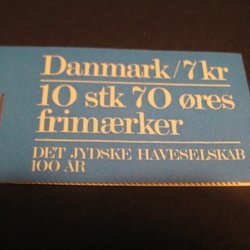 Danmark/7kr
10 stk 70 øres
frimærker
DET JYDSKE HAVESELSKAB
100 ÅR